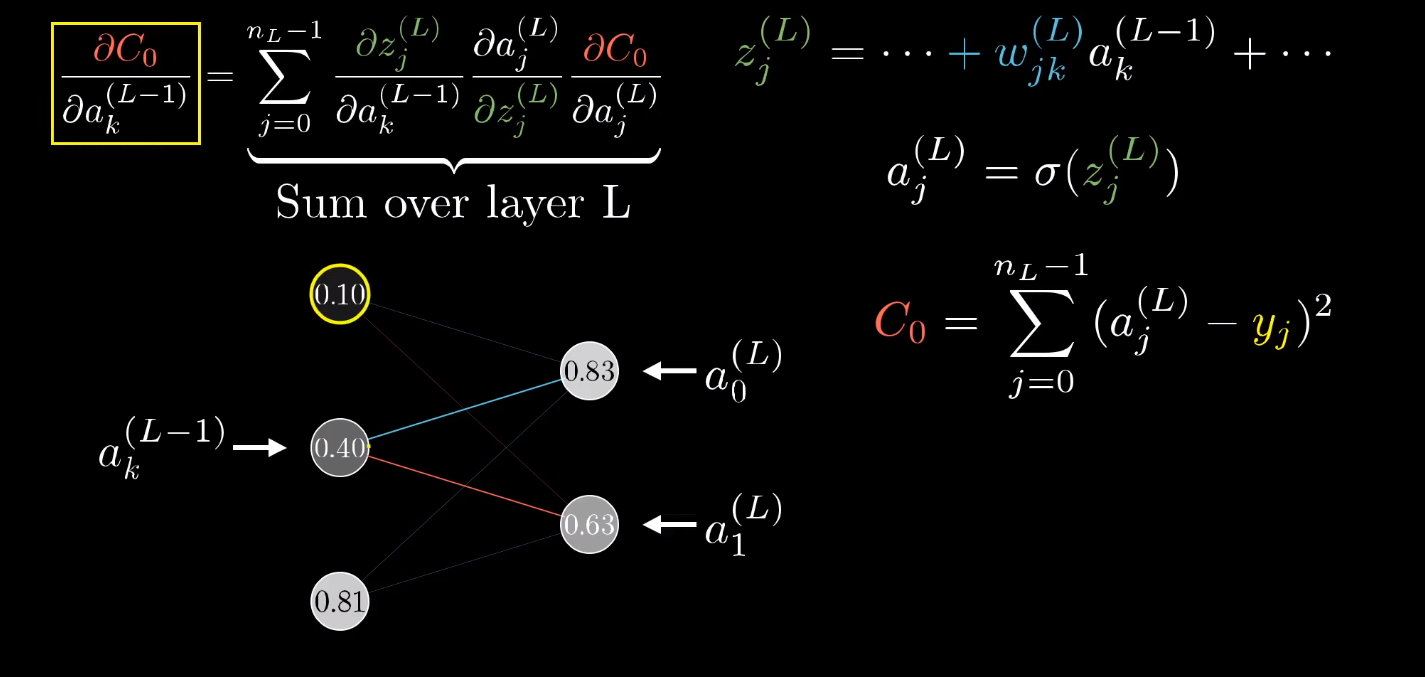 ∂C₀/∂a_k^(L−1) = ∑_{j=0}^{n_L−1} ∂z_j^(L)/∂a_k^(L−1) ∂a_j^(L)/∂z_j^(L) ∂C₀/∂a_j^(L)
Sum over layer L
z_j^(L) = ⋯ + w_jk^(L) a_k^(L−1) + ⋯
a_j^(L) = σ(z_j^(L))
C₀ = ∑_{j=0}^{n_L−1} (a_j^(L) − y_j)²
0.10
0.83
a_0^(L)
a_k^(L−1)
0.40
0.63
a_1^(L)
0.81